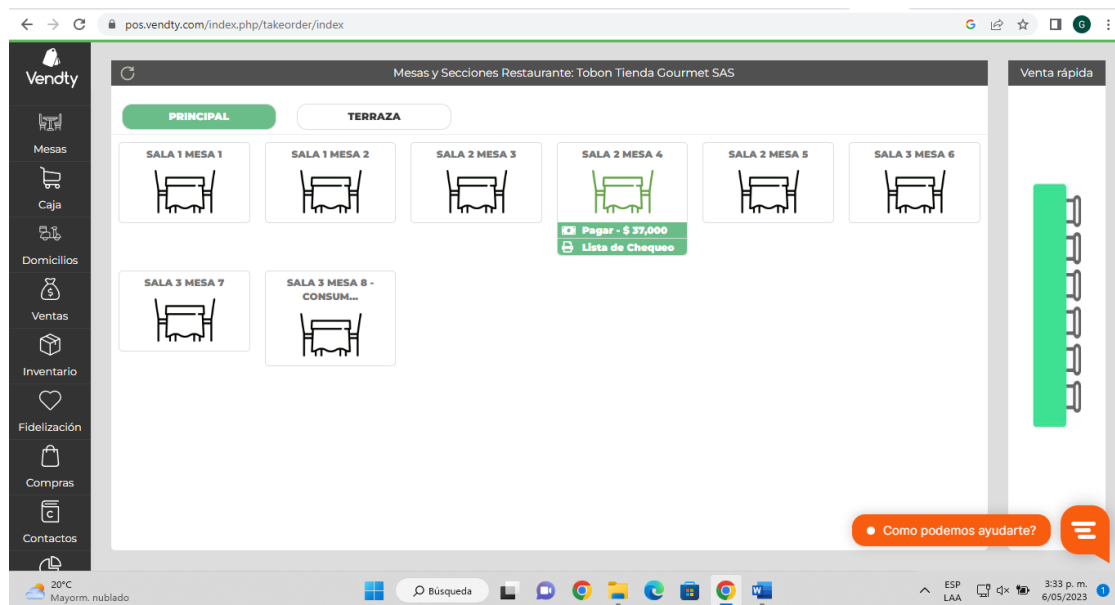 pos.vendty.com/index.php/takeorder/index
G
Vendty
Mesas y Secciones Restaurante: Tobon Tienda Gourmet SAS
Venta rápida
PRINCIPAL
TERRAZA
Mesas
Caja
Domicilios
Ventas
Inventario
Fidelización
Compras
Contactos
SALA 1 MESA 1
SALA 1 MESA 2
SALA 2 MESA 3
SALA 2 MESA 4
SALA 2 MESA 5
SALA 3 MESA 6
Pagar - $ 37,000
Lista de Chequeo
SALA 3 MESA 7
SALA 3 MESA 8 -
CONSUM...
Como podemos ayudarte?
20°C
Mayorm. nublado
Búsqueda
ESP
LAA
3:33 p. m.
6/05/2023
1